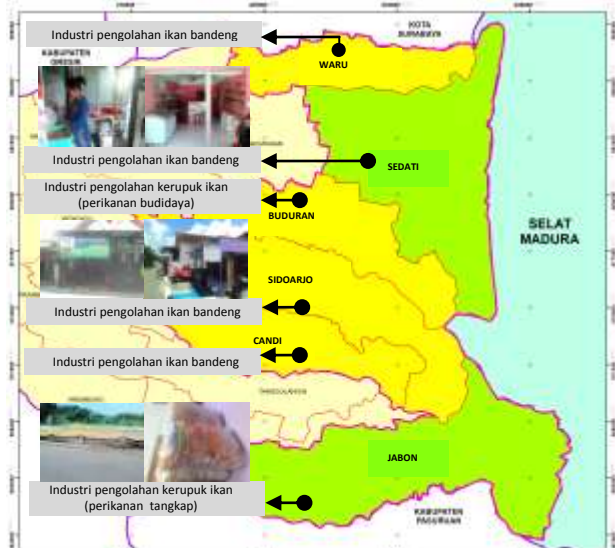 KOTA
SURABAYA
Industri pengolahan ikan bandeng
KABUPATEN
GRESIK
WARU
Industri pengolahan ikan bandeng
SEDATI
Industri pengolahan kerupuk ikan
(perikanan budidaya)
BUDURAN
SELAT
MADURA
SIDOARJO
Industri pengolahan ikan bandeng
CANDI
Industri pengolahan ikan bandeng
JABON
Industri pengolahan kerupuk ikan
(perikanan tangkap)
KABUPATEN
PASURUAN